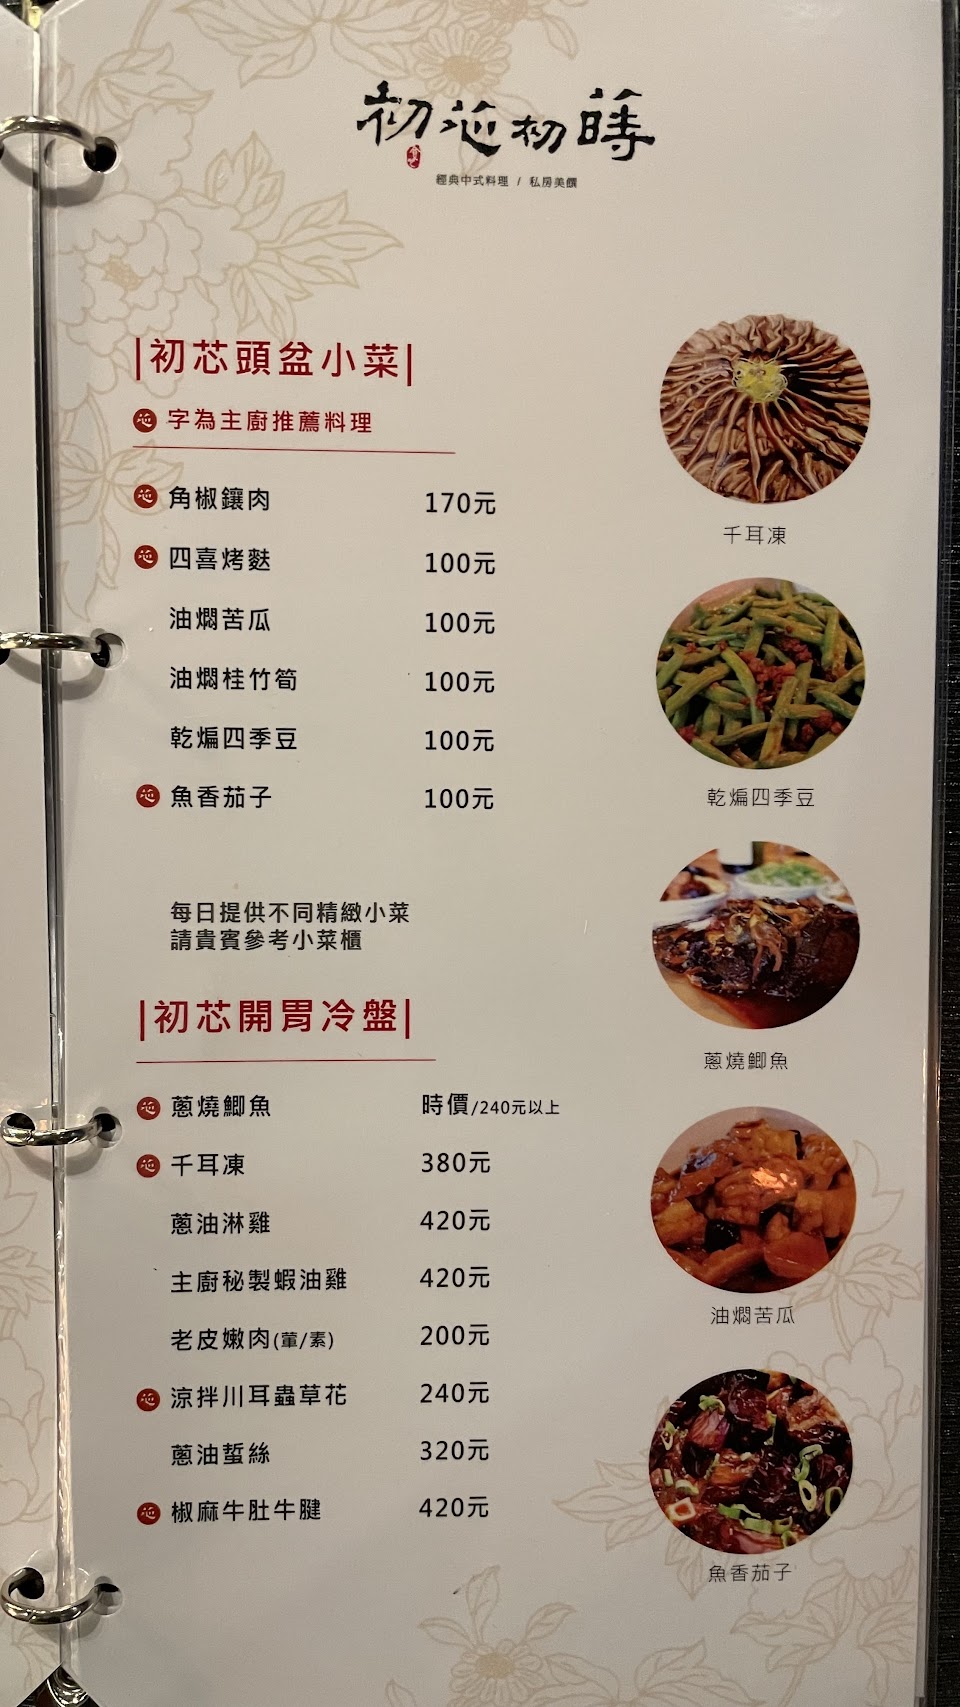 初芯初蒔
經典中式料理 / 私房美饌
|初芯頭盆小菜|
芯 字為主廚推薦料理
芯 角椒鑲肉 170元
芯 四喜烤麩 100元
油燜苦瓜 100元
油燜桂竹筍 100元
乾煸四季豆 100元
芯 魚香茄子 100元
每日提供不同精緻小菜
請貴賓參考小菜櫃
|初芯開胃冷盤|
芯 蔥燒鯽魚 時價/240元以上
芯 千耳凍 380元
蔥油淋雞 420元
主廚秘製蝦油雞 420元
老皮嫩肉(葷/素) 200元
芯 涼拌川耳蟲草花 240元
蔥油蜇絲 320元
芯 椒麻牛肚牛腱 420元
千耳凍
乾煸四季豆
蔥燒鯽魚
油燜苦瓜
魚香茄子